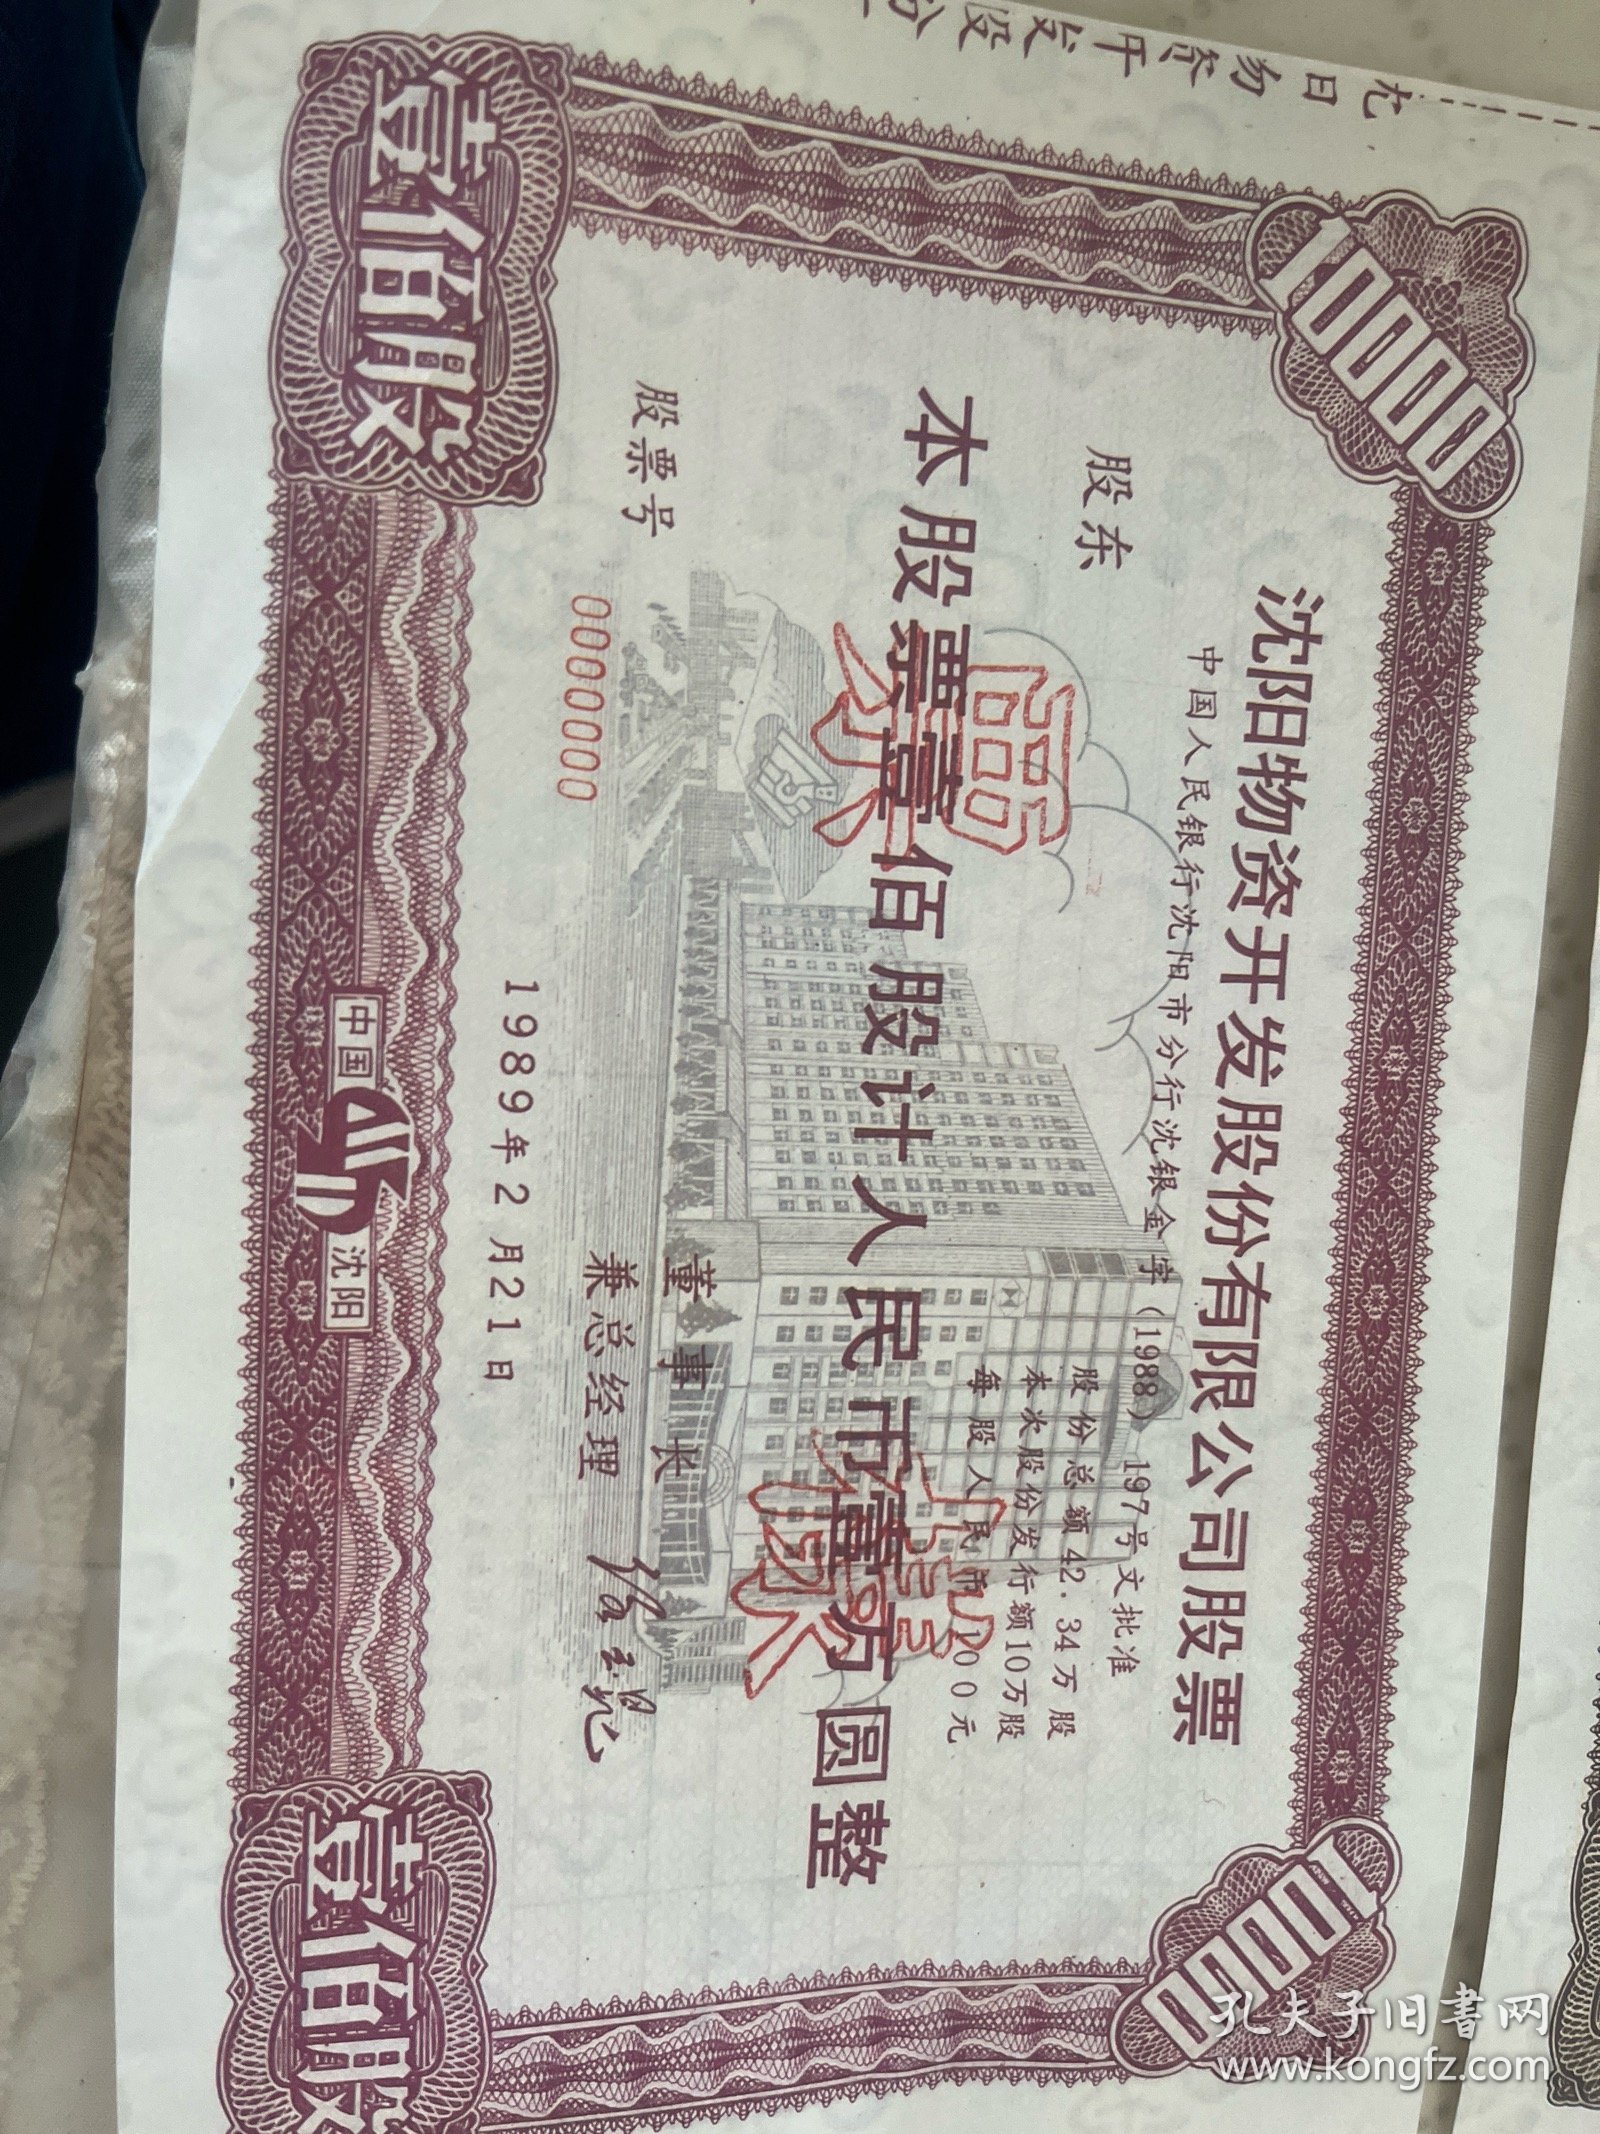 沈阳物资开发股份有限公司股票
中国人民银行沈阳市分行沈银金字(1988)197号文批准
股份总额42.34万股
本次股份发行额10万股
每股人民币100元
股东
本股票壹佰股计人民币壹万圆整
票样
股票号
0000000
董事长
兼总经理
1989年2月21日
壹佰股
壹佰股
10000
10000
中国
沈阳
孔夫子旧書网
www.kongfz.com